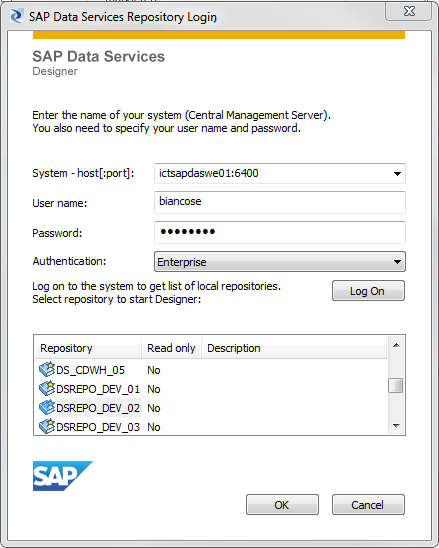 SAP Data Services Repository Login
SAP Data Services
Designer
Enter the name of your system (Central Management Server).
You also need to specify your user name and password.
System - host[:port]: ictsapdaswe01:6400
User name: biancose
Password: ••••••••
Authentication: Enterprise
Log on to the system to get list of local repositories.
Select repository to start Designer:
Log On
Repository Read only Description
DS_CDWH_05 No
DSREPO_DEV_01 No
DSREPO_DEV_02 No
DSREPO_DEV_03 No
SAP
OK Cancel